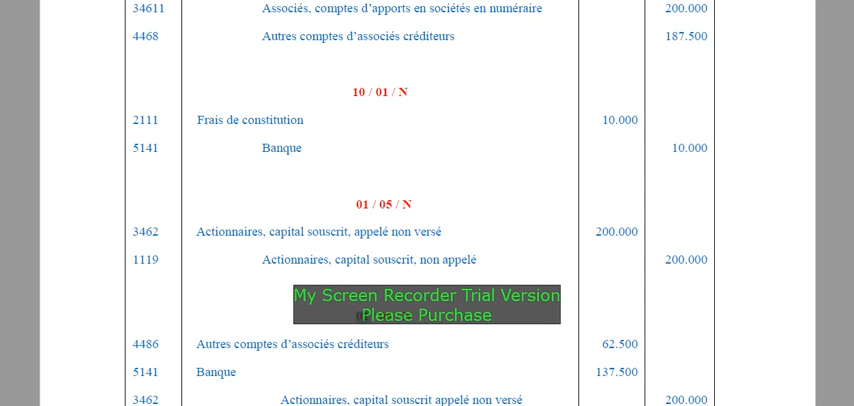 34611 Associés, comptes d’apports en sociétés en numéraire 200.000
4468 Autres comptes d’associés créditeurs 187.500
10 / 01 / N
2111 Frais de constitution 10.000
5141 Banque 10.000
01 / 05 / N
3462 Actionnaires, capital souscrit, appelé non versé 200.000
1119 Actionnaires, capital souscrit, non appelé 200.000
My Screen Recorder Trial Version
Please Purchase
4486 Autres comptes d’associés créditeurs 62.500
5141 Banque 137.500
3462 Actionnaires, capital souscrit appelé non versé 200.000